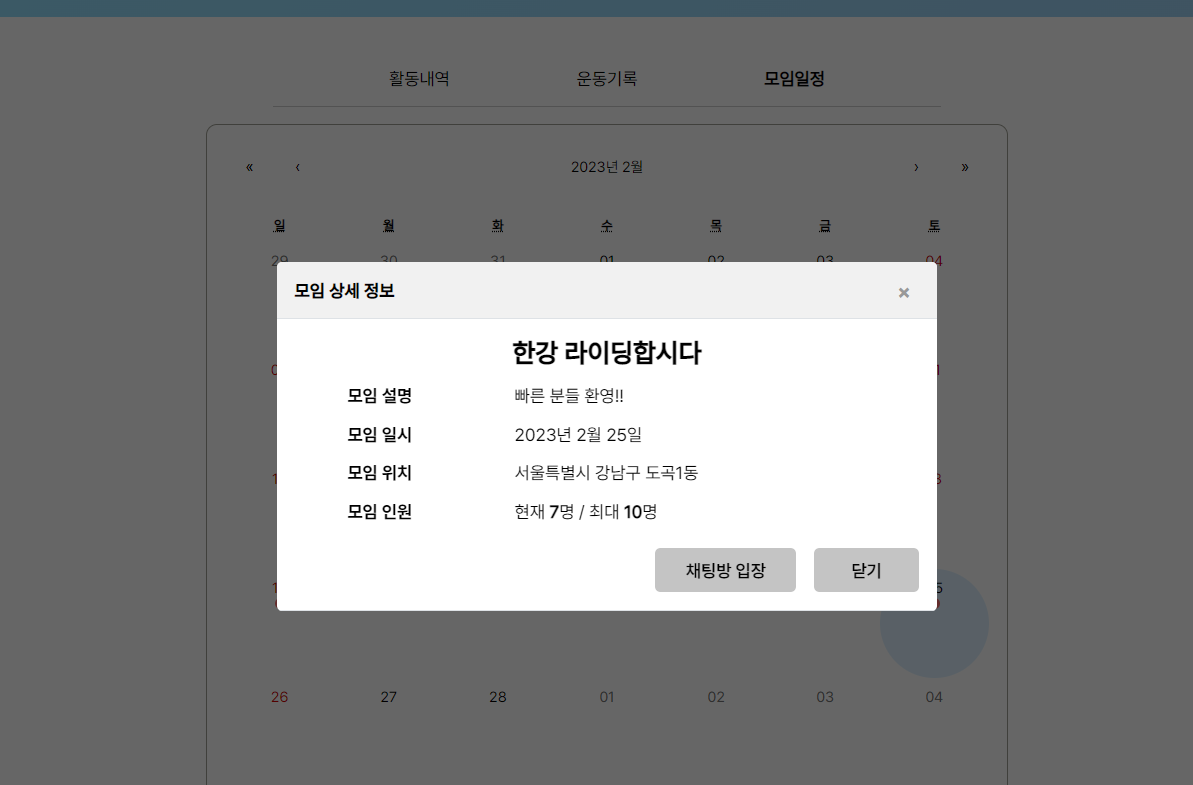 활동내역 운동기록 모임일정
« ‹ 2023년 2월 › »
일 월 화 수 목 금 토
29 30 31 01 02 03 04
모임 상세 정보 ×
한강 라이딩합시다
모임 설명 빠른 분들 환영!!
모임 일시 2023년 2월 25일
모임 위치 서울특별시 강남구 도곡1동
모임 인원 현재 7명 / 최대 10명
채팅방 입장 닫기
26 27 28 01 02 03 04